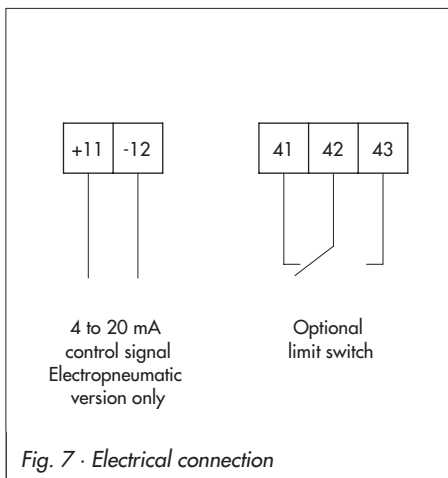 +11 -12
41 42 43
4 to 20 mA
control signal
Electropneumatic
version only
Optional
limit switch
Fig. 7 · Electrical connection